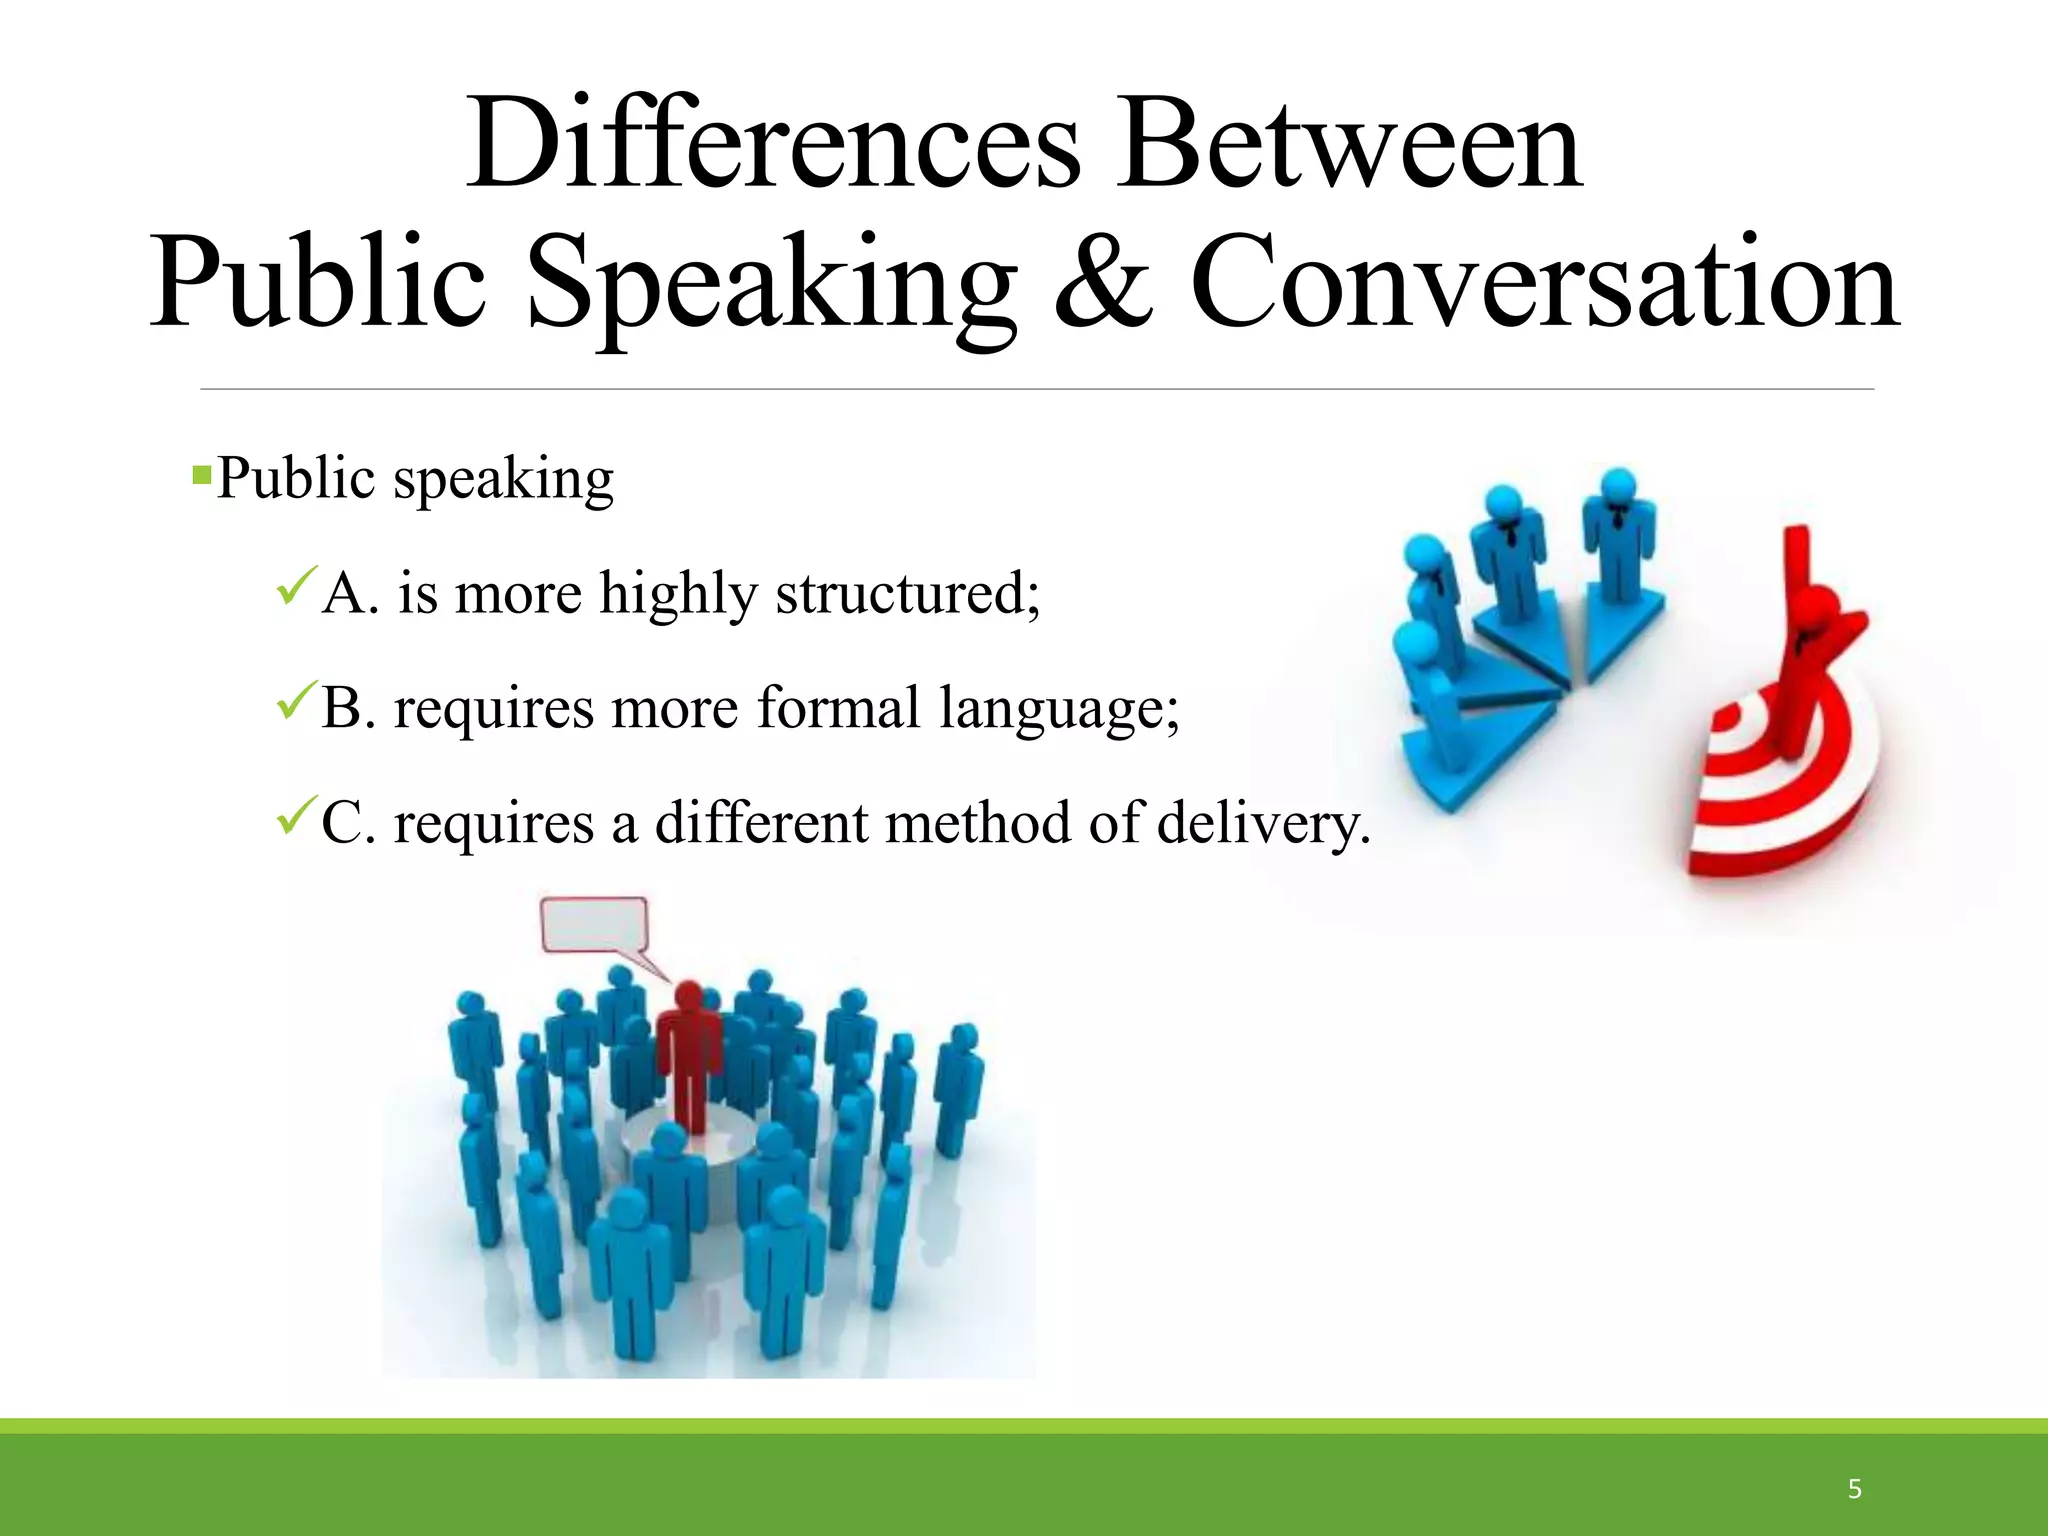 Differences Between
Public Speaking & Conversation
Public speaking
A. is more highly structured;
B. requires more formal language;
C. requires a different method of delivery.
5